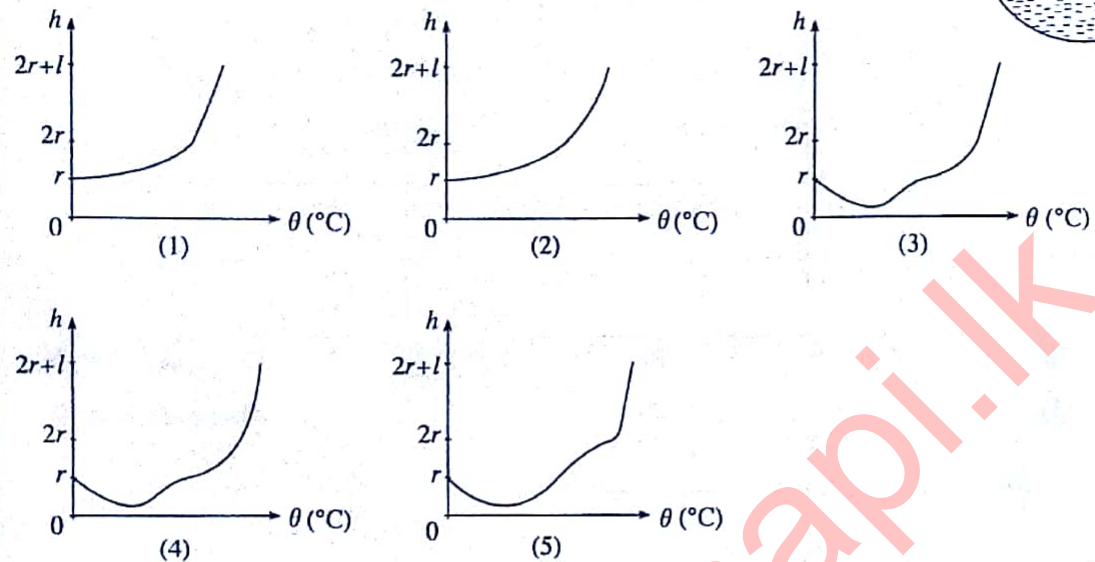 h
2r+l
2r
r
0
θ (°C)
(1)
h
2r+l
2r
r
0
θ (°C)
(2)
h
2r+l
2r
r
0
θ (°C)
(3)
h
2r+l
2r
r
0
θ (°C)
(4)
h
2r+l
2r
r
0
θ (°C)
(5)
api.lk